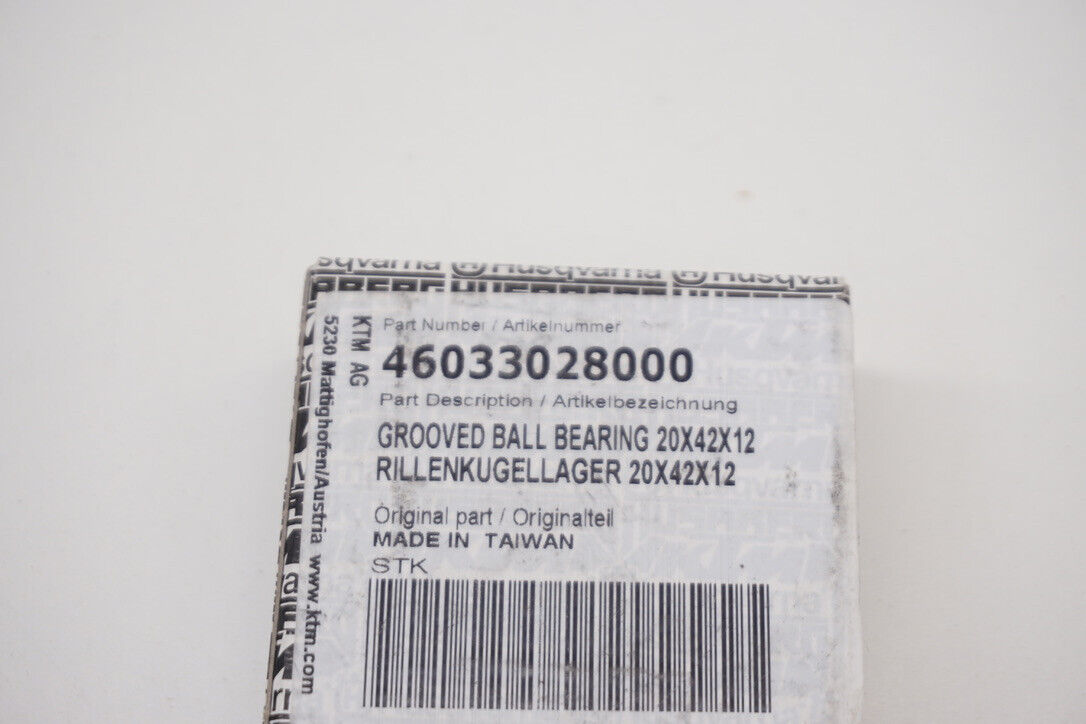 Husqvarna Husqvarna
Part Number / Artikelnummer
46033028000
Part Description / Artikelbezeichnung
GROOVED BALL BEARING 20X42X12
RILLENKUGELLAGER 20X42X12
Original part / Originalteil
MADE IN TAIWAN
STK
KTM AG
5230 Mattighofen/Austria www.ktm.com